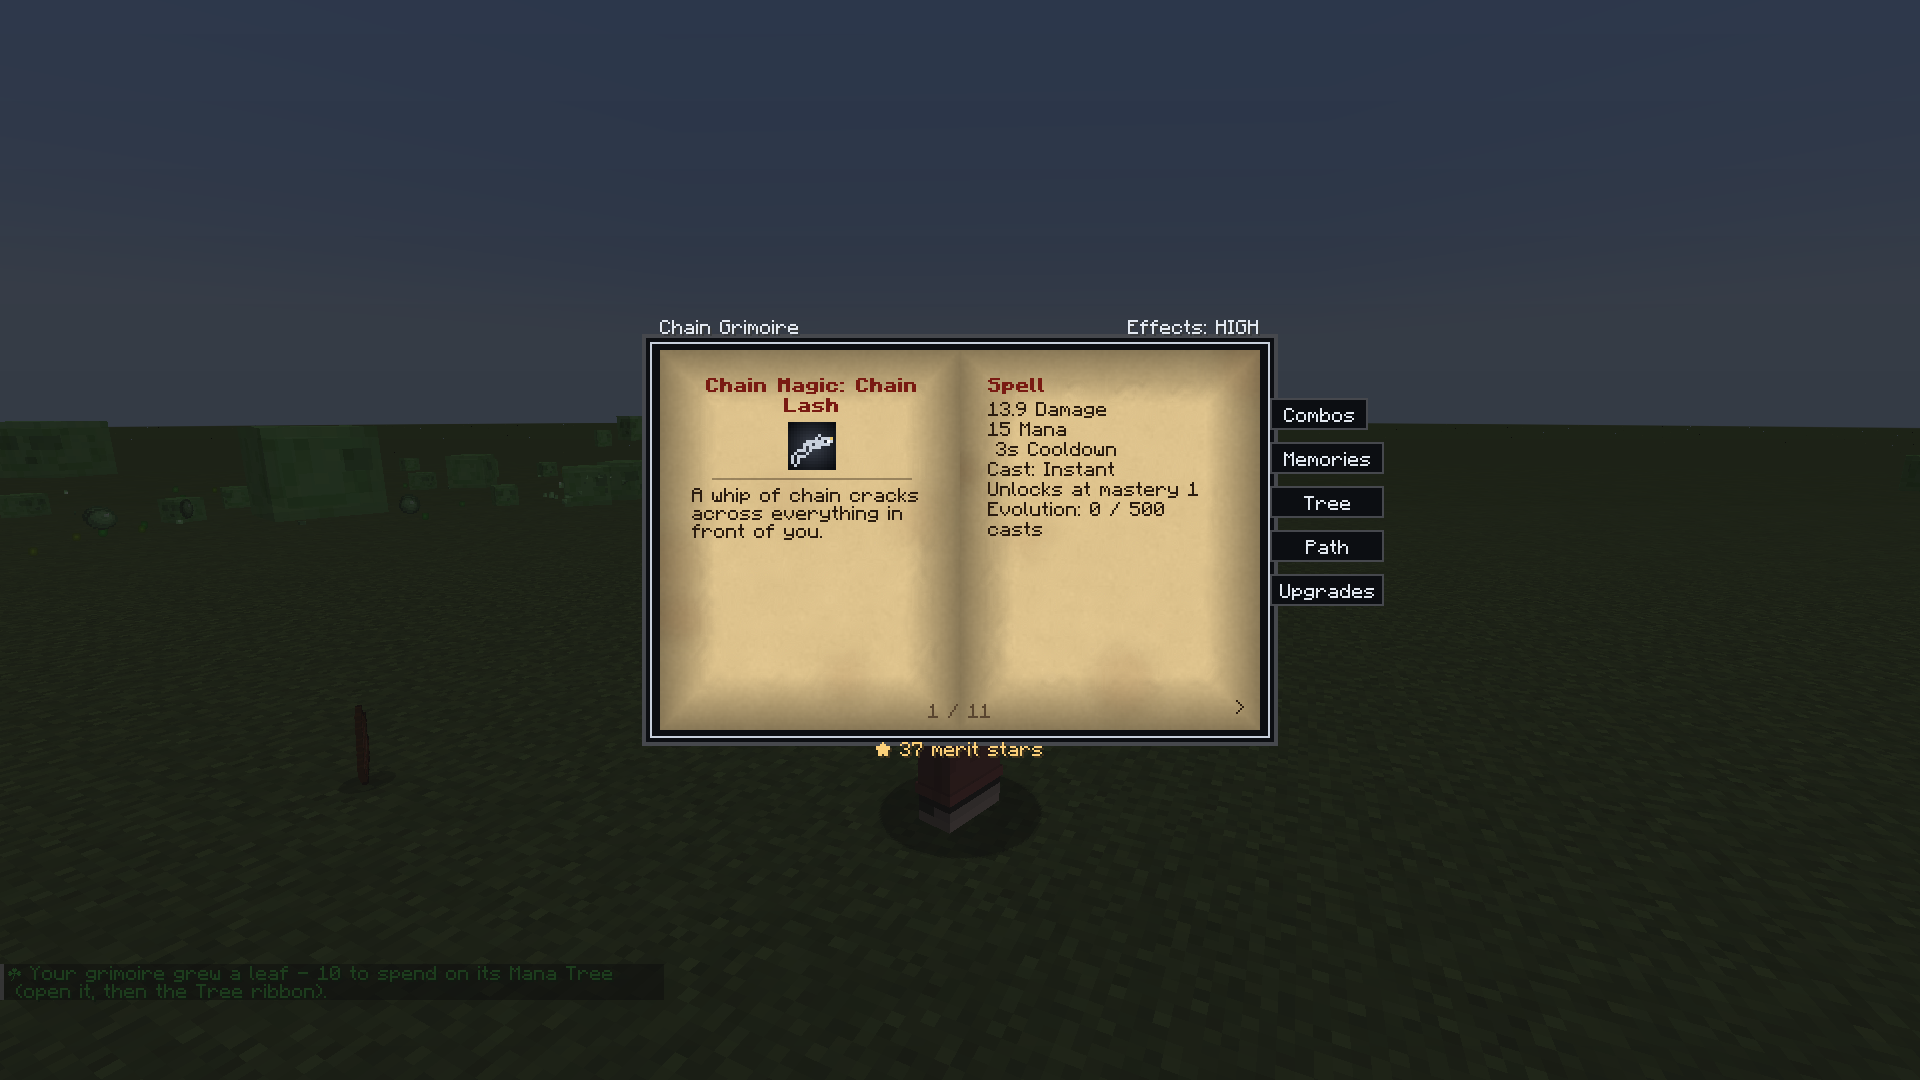 Chain Grimoire
Effects: HIGH
Chain Magic: Chain
Lash
A whip of chain cracks
across everything in
front of you.
Spell
13.9 Damage
15 Mana
3s Cooldown
Cast: Instant
Unlocks at mastery 1
Evolution: 0 / 500
casts
1 / 11
>
Combos
Memories
Tree
Path
Upgrades
★ 37 merit stars
☘ Your grimoire grew a leaf – 10 to spend on its Mana Tree
(open it, then the Tree ribbon).